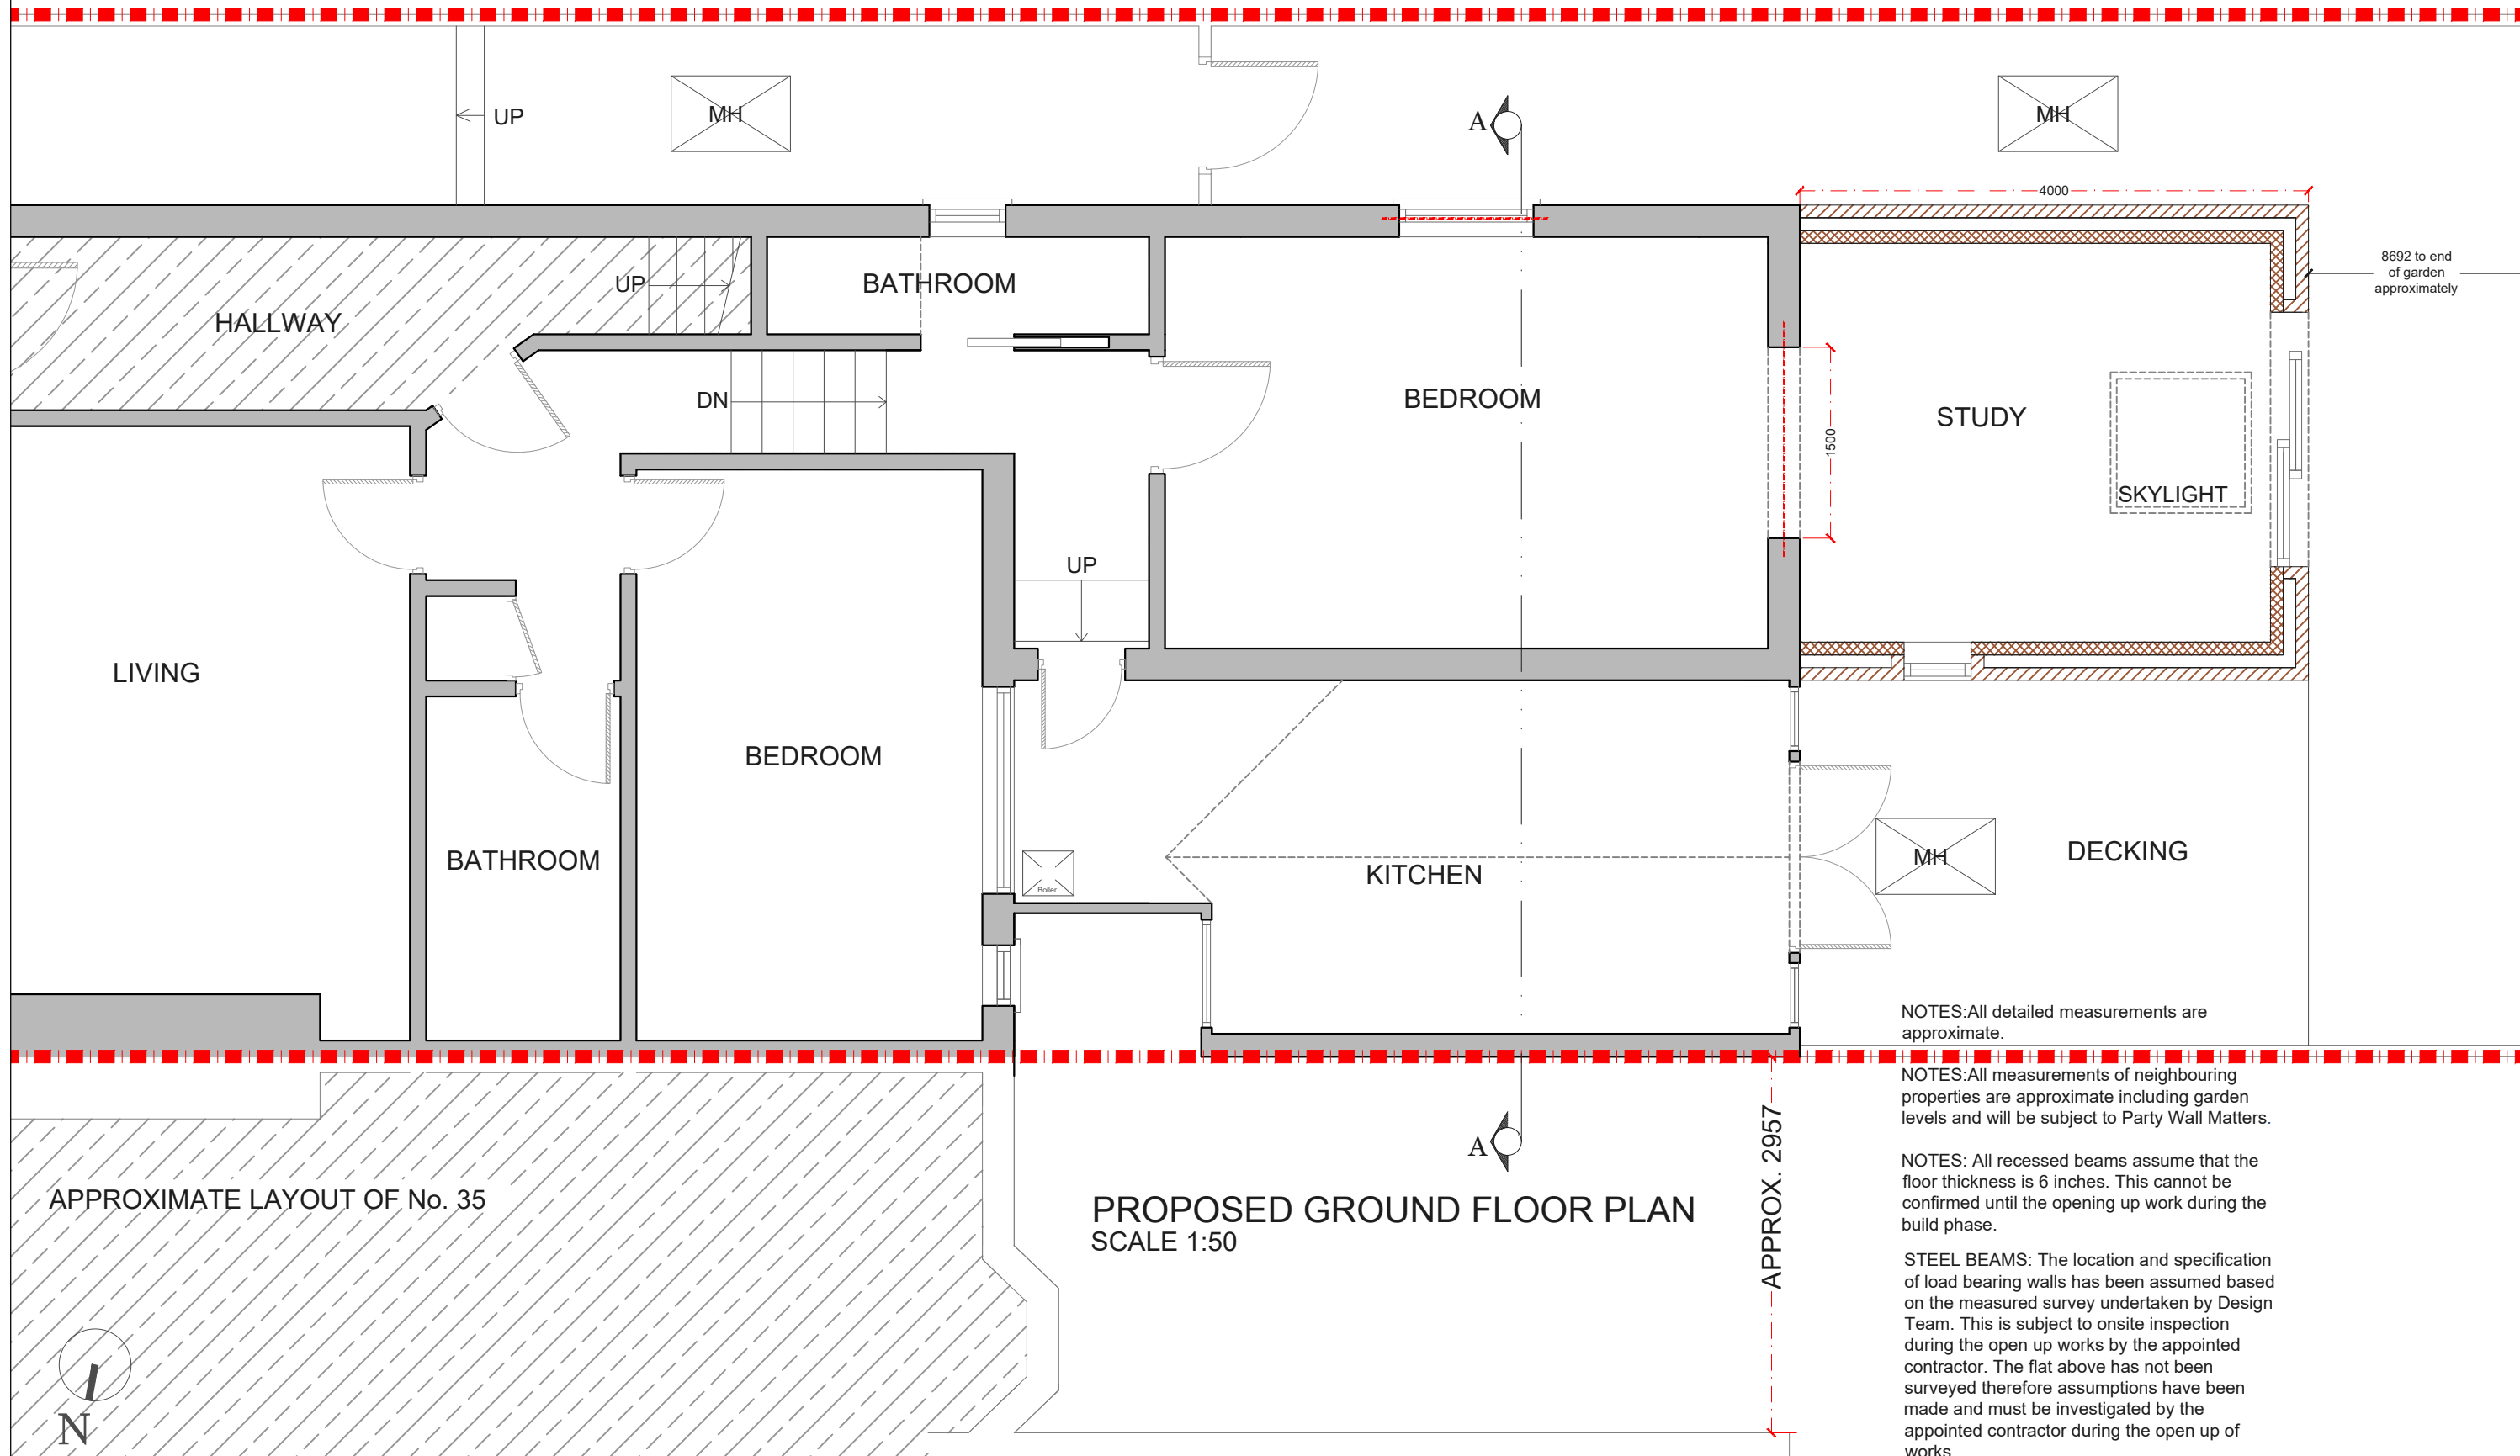 UP
MH
A
MH
4000
8692 to end
of garden
approximately
HALLWAY
UP
BATHROOM
BEDROOM
DN
STUDY
1500
SKYLIGHT
UP
LIVING
BEDROOM
BATHROOM
Boiler
KITCHEN
MH
DECKING
NOTES:All detailed measurements are
approximate.
NOTES:All measurements of neighbouring
properties are approximate including garden
levels and will be subject to Party Wall Matters.
NOTES: All recessed beams assume that the
floor thickness is 6 inches. This cannot be
confirmed until the opening up work during the
build phase.
STEEL BEAMS: The location and specification
of load bearing walls has been assumed based
on the measured survey undertaken by Design
Team. This is subject to onsite inspection
during the open up works by the appointed
contractor. The flat above has not been
surveyed therefore assumptions have been
made and must be investigated by the
appointed contractor during the open up of
works
A
APPROX. 2957
APPROXIMATE LAYOUT OF No. 35
PROPOSED GROUND FLOOR PLAN
SCALE 1:50
N